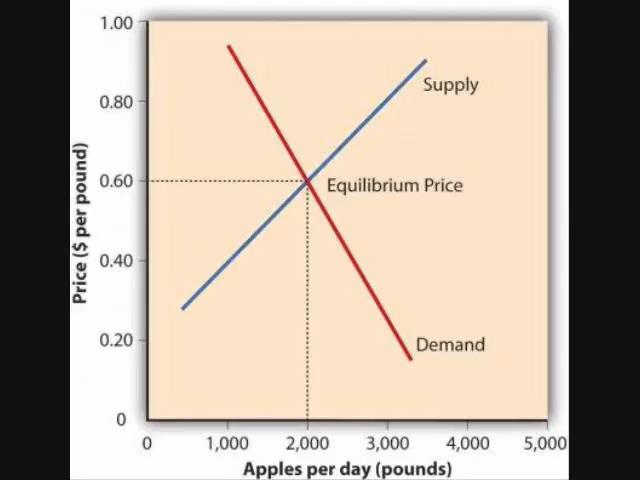 1.00
0.80
0.60
0.40
0.20
0
Price ($ per pound)
Supply
Equilibrium Price
Demand
0 1,000 2,000 3,000 4,000 5,000
Apples per day (pounds)